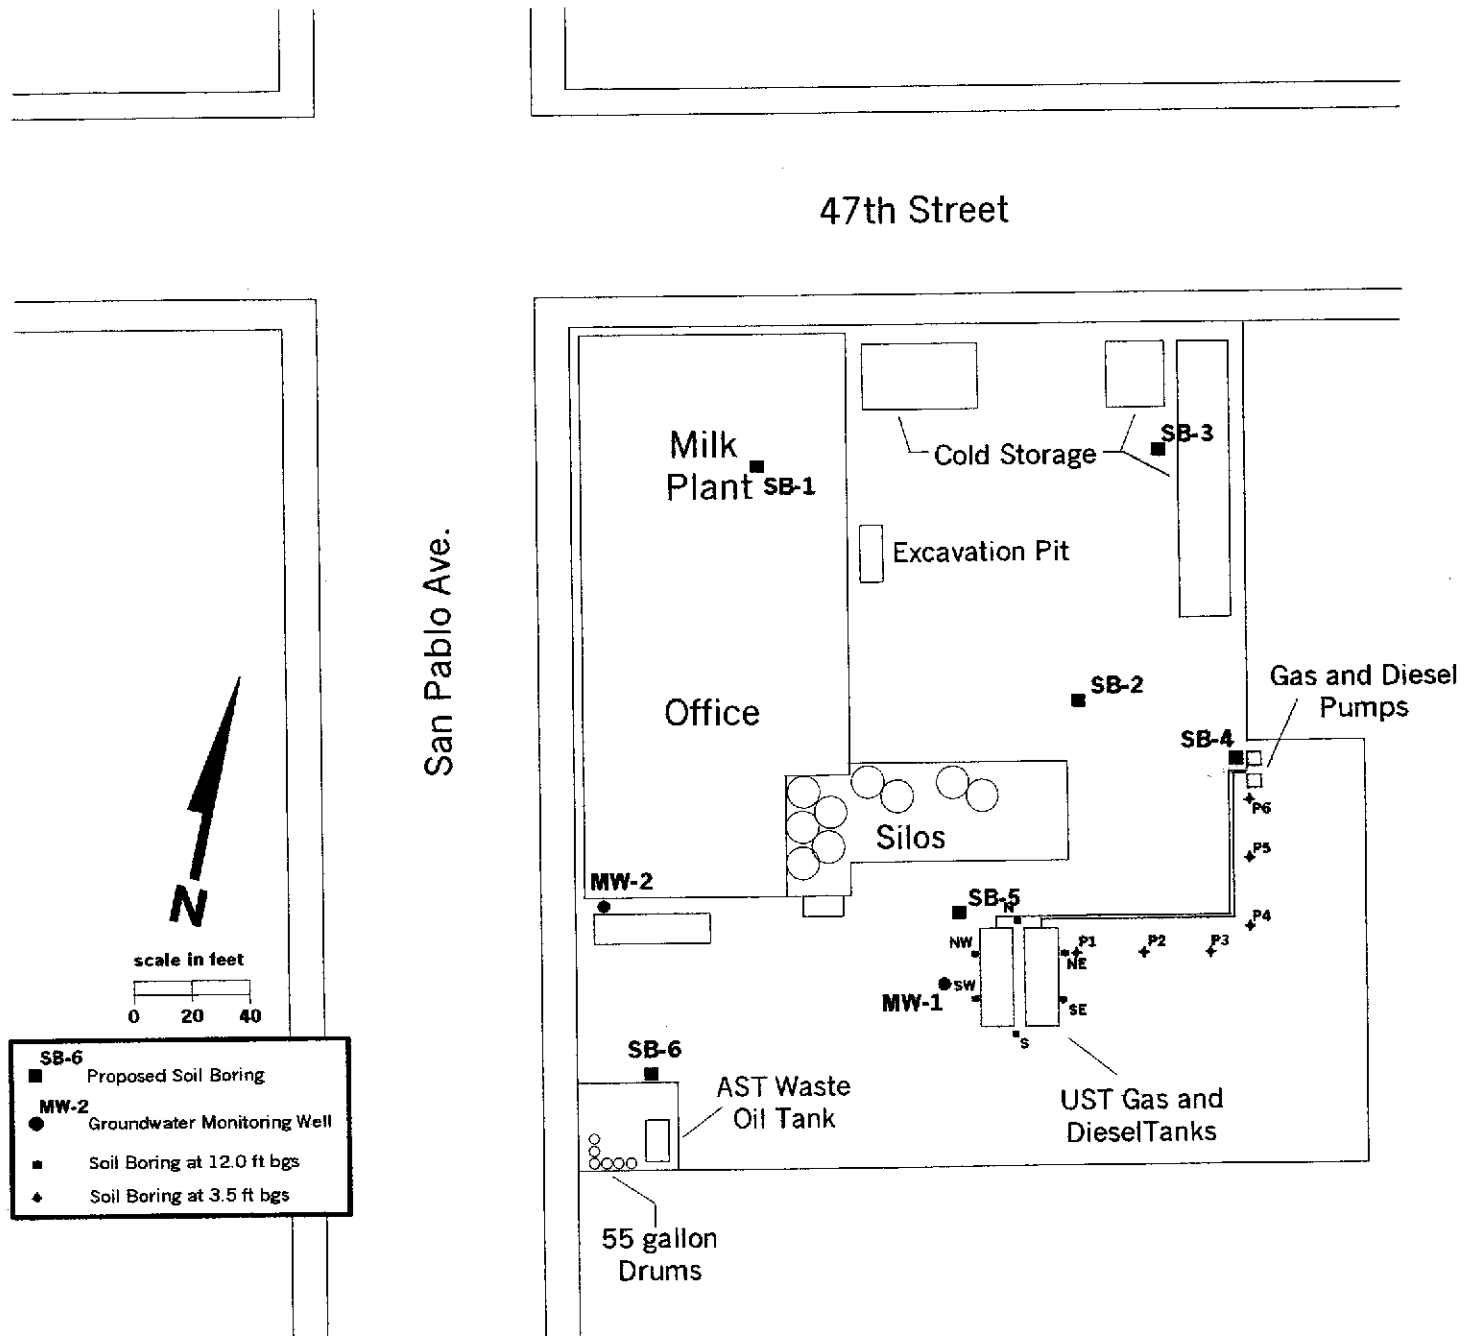 47th Street
San Pablo Ave.
Milk
Plant
SB-1
Cold Storage
SB-3
Excavation Pit
SB-2
Office
Gas and Diesel
Pumps
SB-4
P6
P5
P4
Silos
MW-2
SB-5
N
NW
P1
P2
P3
NE
SW
MW-1
SE
S
N
scale in feet
0 20 40
SB-6
Proposed Soil Boring
MW-2
Groundwater Monitoring Well
Soil Boring at 12.0 ft bgs
Soil Boring at 3.5 ft bgs
SB-6
AST Waste
Oil Tank
UST Gas and
DieselTanks
55 gallon
Drums